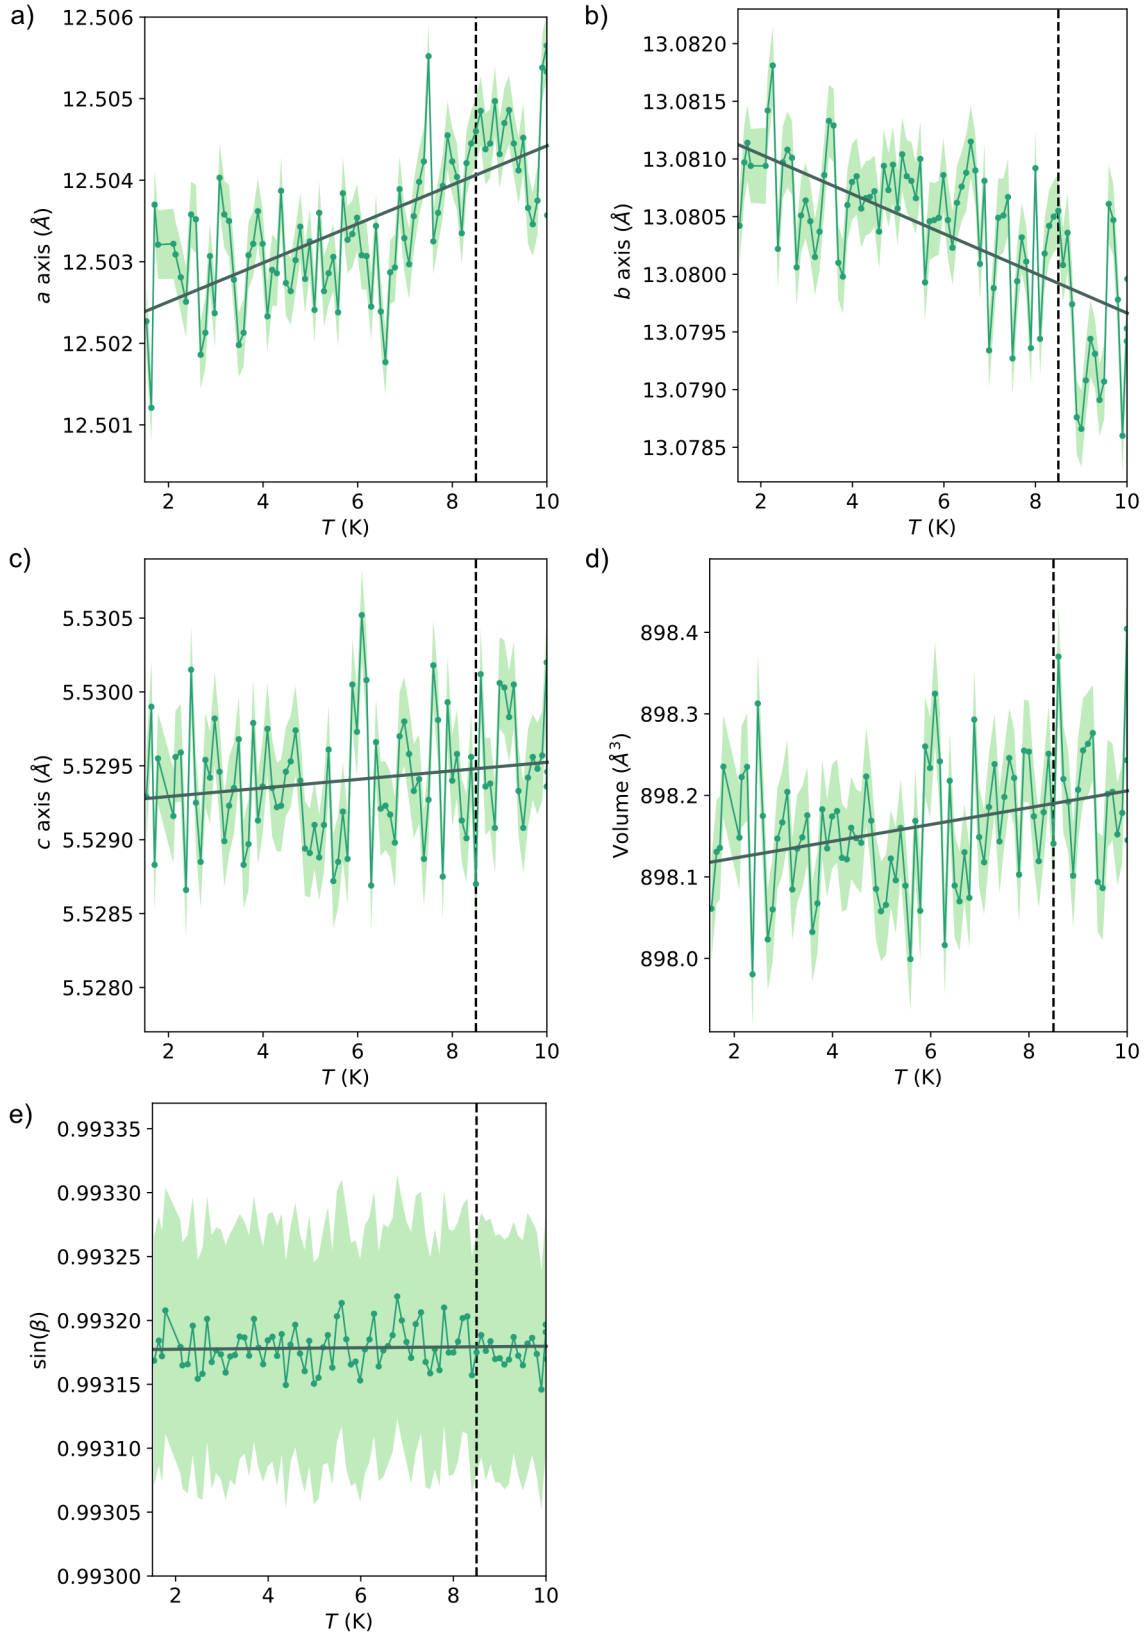 a)
12.506
12.505
12.504
12.503
12.502
12.501
a axis (Å)
2 4 6 8 10
T (K)
b)
13.0820
13.0815
13.0810
13.0805
13.0800
13.0795
13.0790
13.0785
b axis (Å)
2 4 6 8 10
T (K)
c)
5.5305
5.5300
5.5295
5.5290
5.5285
5.5280
c axis (Å)
2 4 6 8 10
T (K)
d)
898.4
898.3
898.2
898.1
898.0
Volume (Å³)
2 4 6 8 10
T (K)
e)
0.99335
0.99330
0.99325
0.99320
0.99315
0.99310
0.99305
0.99300
sin(β)
2 4 6 8 10
T (K)